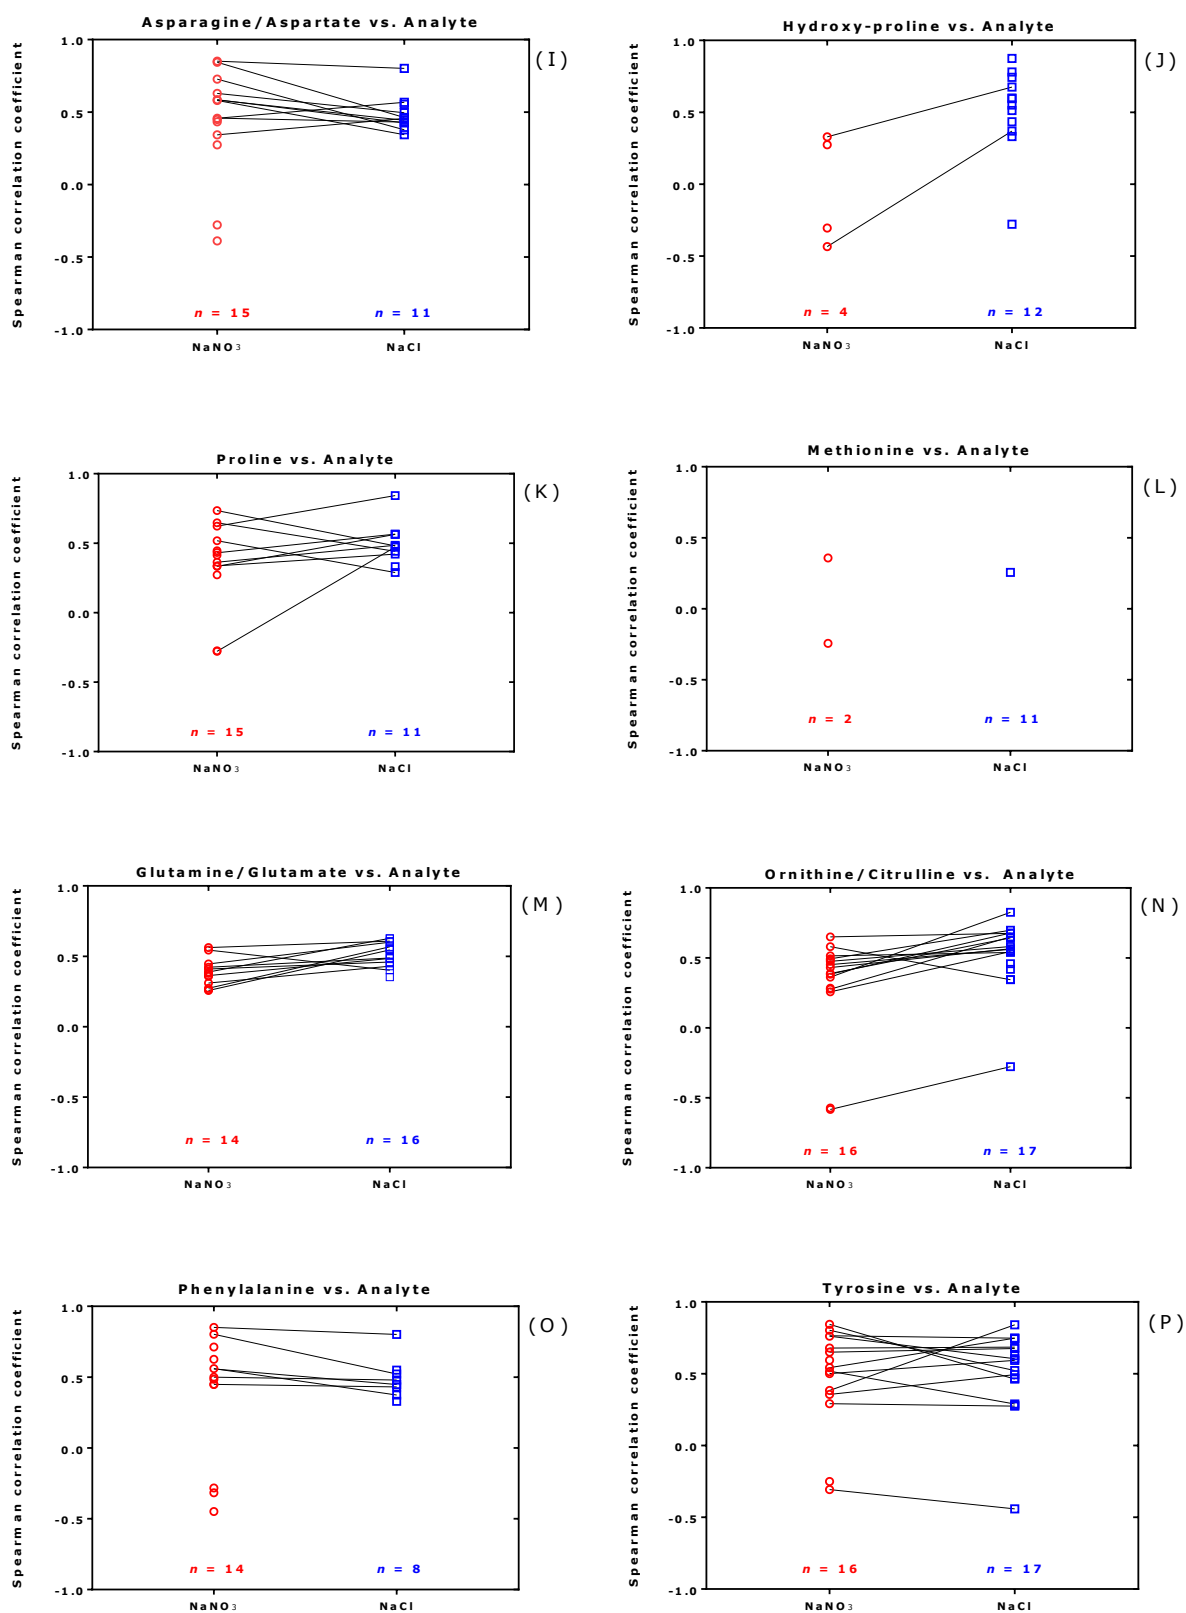 Asparagine/Aspartate vs. Analyte
(I)
Spearman correlation coefficient
1.0
0.5
0.0
-0.5
-1.0
n = 15
n = 11
NaNO₃
NaCl
Hydroxy-proline vs. Analyte
(J)
Spearman correlation coefficient
1.0
0.5
0.0
-0.5
-1.0
n = 4
n = 12
NaNO₃
NaCl
Proline vs. Analyte
(K)
Spearman correlation coefficient
1.0
0.5
0.0
-0.5
-1.0
n = 15
n = 11
NaNO₃
NaCl
Methionine vs. Analyte
(L)
Spearman correlation coefficient
1.0
0.5
0.0
-0.5
-1.0
n = 2
n = 11
NaNO₃
NaCl
Glutamine/Glutamate vs. Analyte
(M)
Spearman correlation coefficient
1.0
0.5
0.0
-0.5
-1.0
n = 14
n = 16
NaNO₃
NaCl
Ornithine/Citrulline vs. Analyte
(N)
Spearman correlation coefficient
1.0
0.5
0.0
-0.5
-1.0
n = 16
n = 17
NaNO₃
NaCl
Phenylalanine vs. Analyte
(O)
Spearman correlation coefficient
1.0
0.5
0.0
-0.5
-1.0
n = 14
n = 8
NaNO₃
NaCl
Tyrosine vs. Analyte
(P)
Spearman correlation coefficient
1.0
0.5
0.0
-0.5
-1.0
n = 16
n = 17
NaNO₃
NaCl